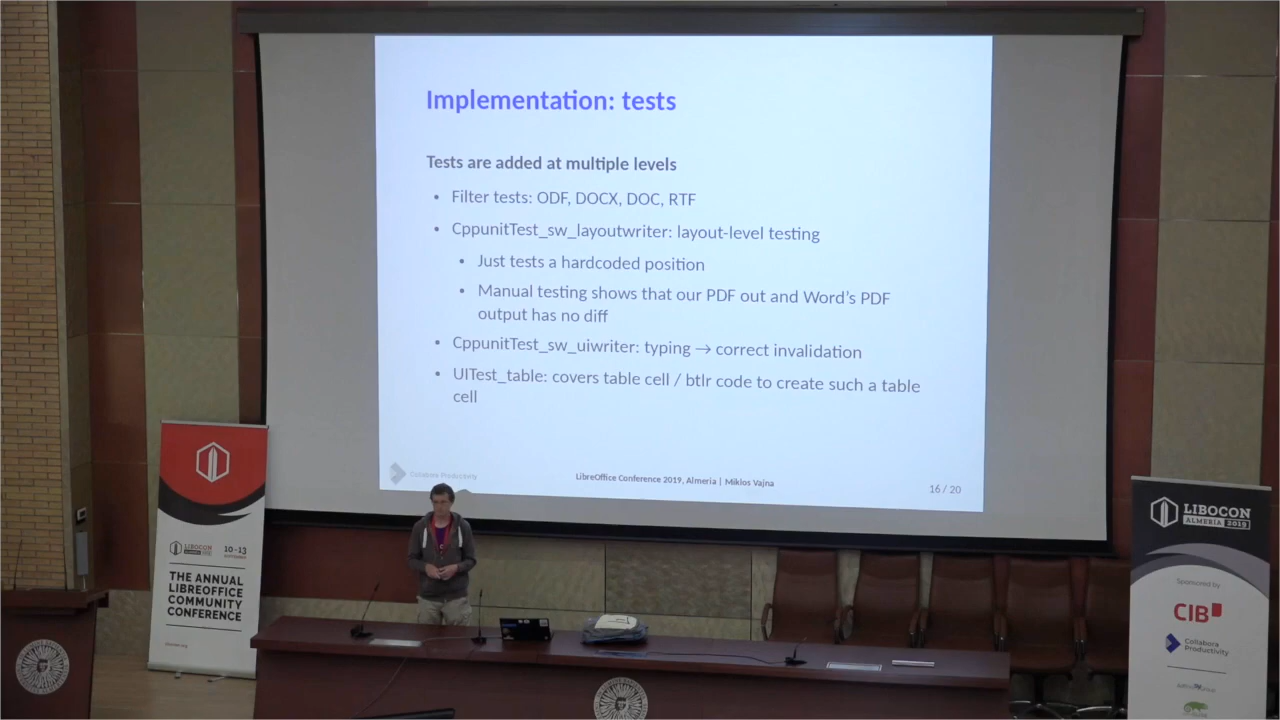 Implementation: tests
Tests are added at multiple levels
• Filter tests: ODF, DOCX, DOC, RTF
• CppunitTest_sw_layoutwriter: layout-level testing
• Just tests a hardcoded position
• Manual testing shows that our PDF out and Word's PDF
output has no diff
• CppunitTest_sw_uiwriter: typing → correct invalidation
• UITest_table: covers table cell / btlr code to create such a table
cell
Collabora Productivity
LibreOffice Conference 2019, Almeria | Miklos Vajna
16 / 20
LIBOCON
10-13
THE ANNUAL
LIBREOFFICE
COMMUNITY
CONFERENCE
LIBOCON
ALMERÍA 2019
Sponsored by
CIB
Collabora
Productivity